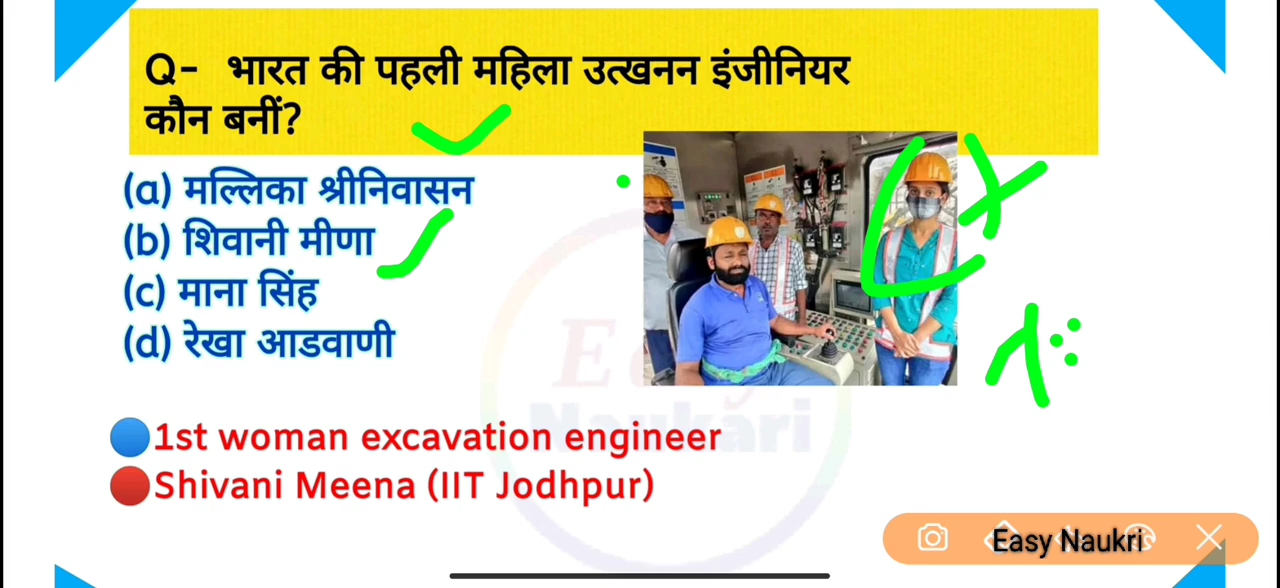 Q- भारत की पहली महिला उत्खनन इंजीनियर
कौन बनीं?
(a) मल्लिका श्रीनिवासन
(b) शिवानी मीणा
(c) माना सिंह
(d) रेखा आडवाणी
1st woman excavation engineer
Shivani Meena (IIT Jodhpur)
Easy Naukri